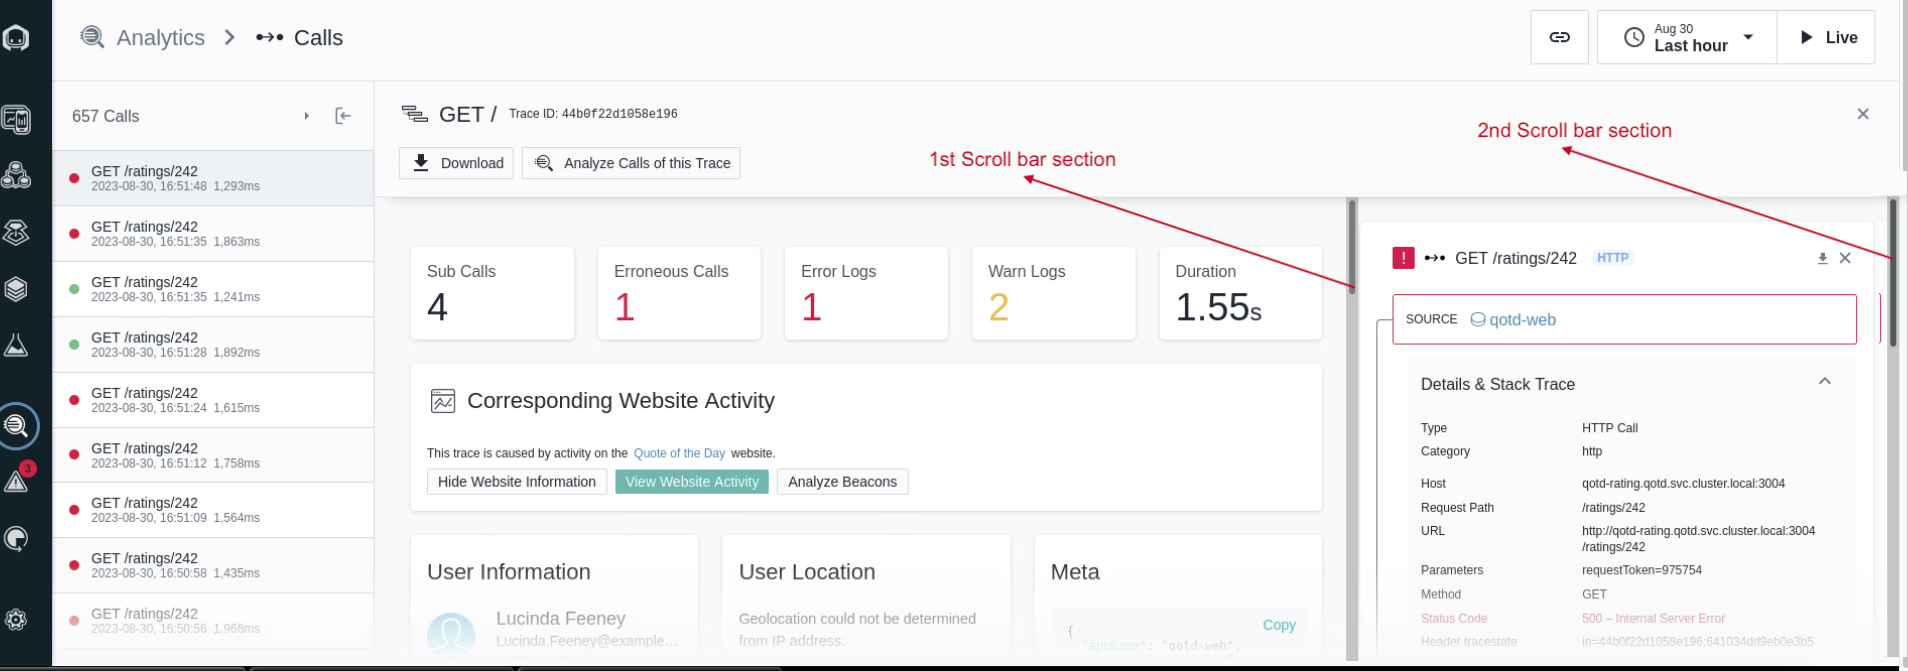 Analytics > Calls
Aug 30
Last hour
Live
657 Calls
GET /ratings/242
2023-08-30, 16:51:48 1,293ms
GET /ratings/242
2023-08-30, 16:51:35 1,863ms
GET /ratings/242
2023-08-30, 16:51:35 1,241ms
GET /ratings/242
2023-08-30, 16:51:28 1,892ms
GET /ratings/242
2023-08-30, 16:51:24 1,615ms
GET /ratings/242
2023-08-30, 16:51:12 1,758ms
GET /ratings/242
2023-08-30, 16:51:09 1,564ms
GET /ratings/242
2023-08-30, 16:50:58 1,435ms
GET /ratings/242
2023-08-30, 16:50:56 1,966ms
3
GET / Trace ID: 44b0f22d1058e196
Download
Analyze Calls of this Trace
1st Scroll bar section
2nd Scroll bar section
Sub Calls
4
Erroneous Calls
1
Error Logs
1
Warn Logs
2
Duration
1.55s
Corresponding Website Activity
This trace is caused by activity on the Quote of the Day website.
Hide Website Information
View Website Activity
Analyze Beacons
User Information
Lucinda Feeney
Lucinda.Feeney@example...
User Location
Geolocation could not be determined
from IP address.
Meta
Copy
{
"appName": "qotd-web",
! GET /ratings/242 HTTP
SOURCE qotd-web
Details & Stack Trace
Type HTTP Call
Category http
Host qotd-rating.qotd.svc.cluster.local:3004
Request Path /ratings/242
URL http://qotd-rating.qotd.svc.cluster.local:3004
/ratings/242
Parameters requestToken=975754
Method GET
Status Code 500 – Internal Server Error
Header tracestate in=44b0f22d1058e196;641034dd9eb0e3b5